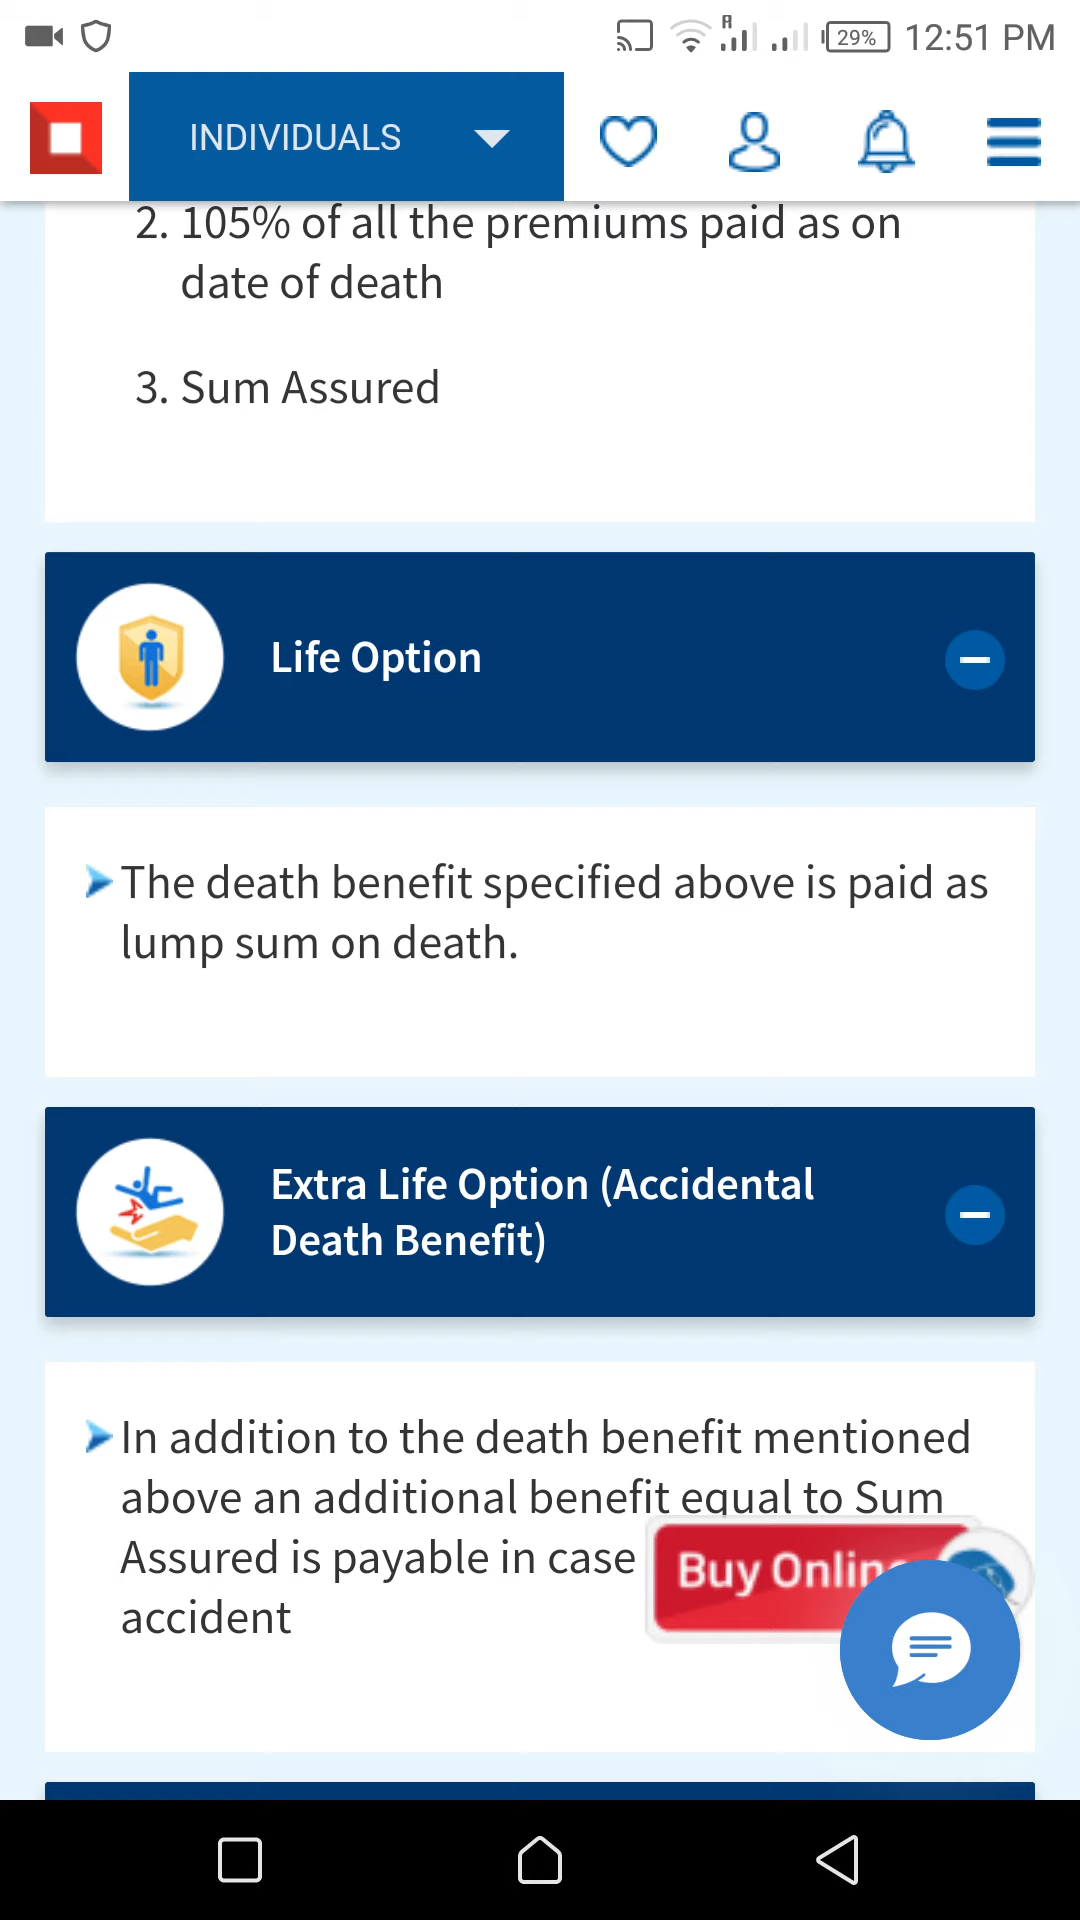 29% 12:51 PM
INDIVIDUALS
2. 105% of all the premiums paid as on
date of death
3. Sum Assured
Life Option
The death benefit specified above is paid as
lump sum on death.
Extra Life Option (Accidental
Death Benefit)
In addition to the death benefit mentioned
above an additional benefit equal to Sum
Assured is payable in case
accident
Buy Online